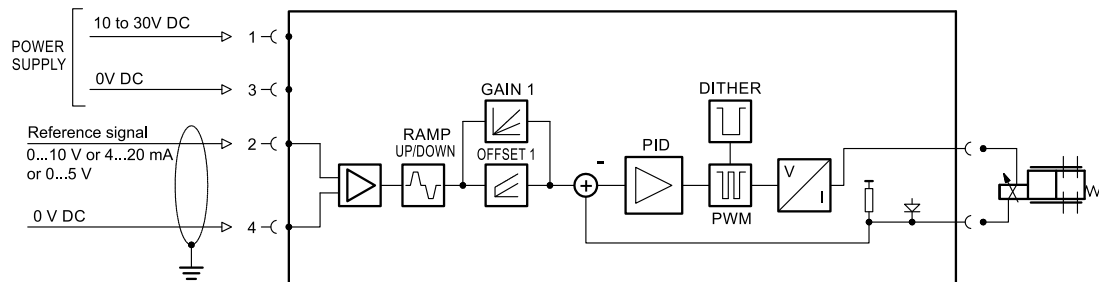 POWER
SUPPLY
10 to 30V DC
1
0V DC
3
Reference signal
0...10 V or 4...20 mA
or 0...5 V
2
0 V DC
4
RAMP
UP/DOWN
GAIN 1
OFFSET 1
-
+
PID
DITHER
PWM
V
I